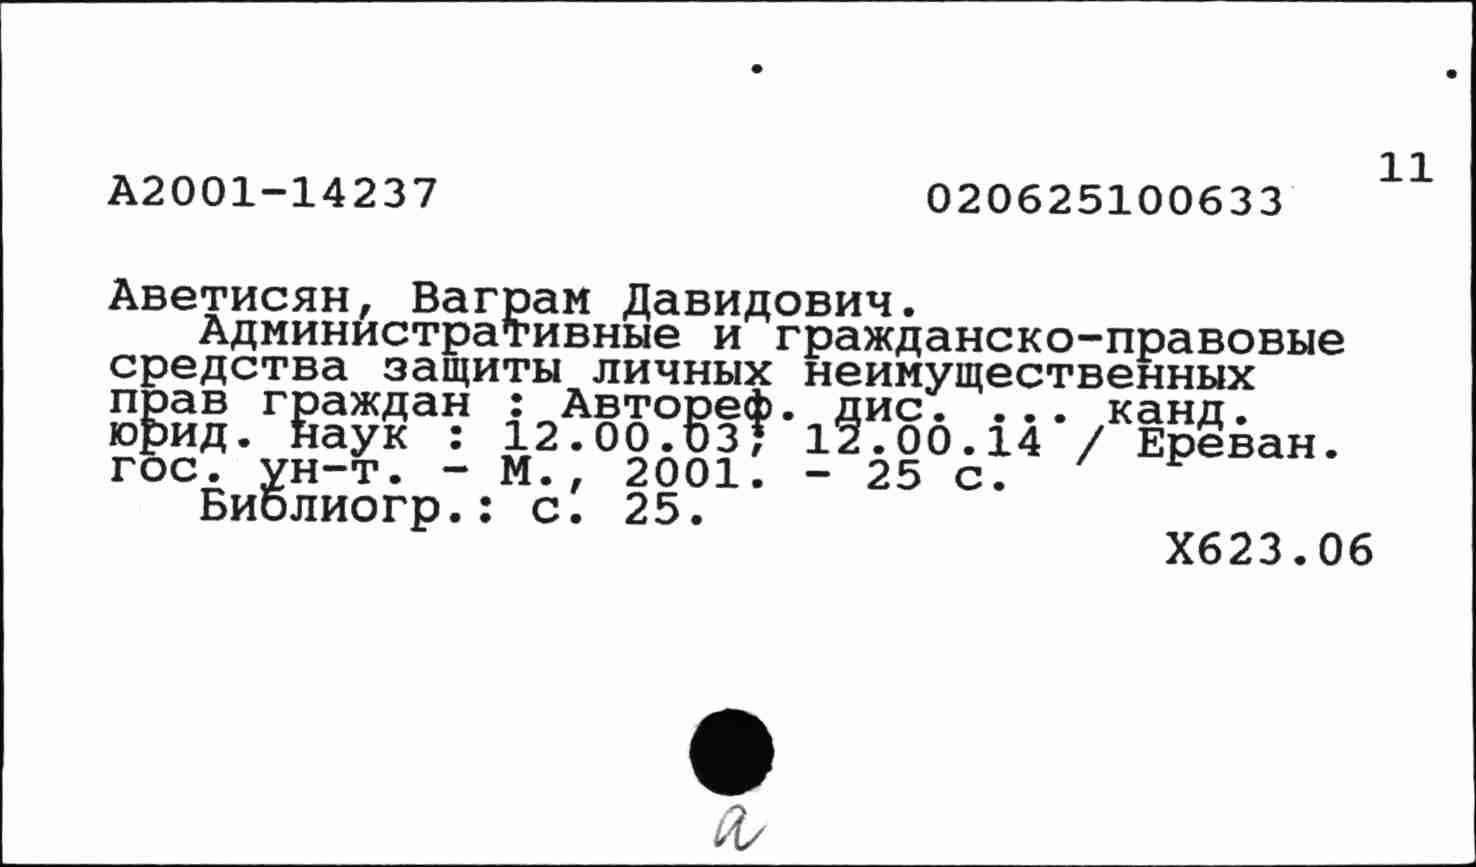 11
A2001-14237 020625100633
Аветисян, Ваграм Давидович.
Административные и гражданско-правовые
средства защиты личных неимущественных
прав граждан : Автореф. дис. ... канд.
юрид. наук : 12.00.03; 12.00.14 / Ереван.
гос. ун-т. - М., 2001. - 25 с.
Библиогр.: с. 25.
Х623.06
а